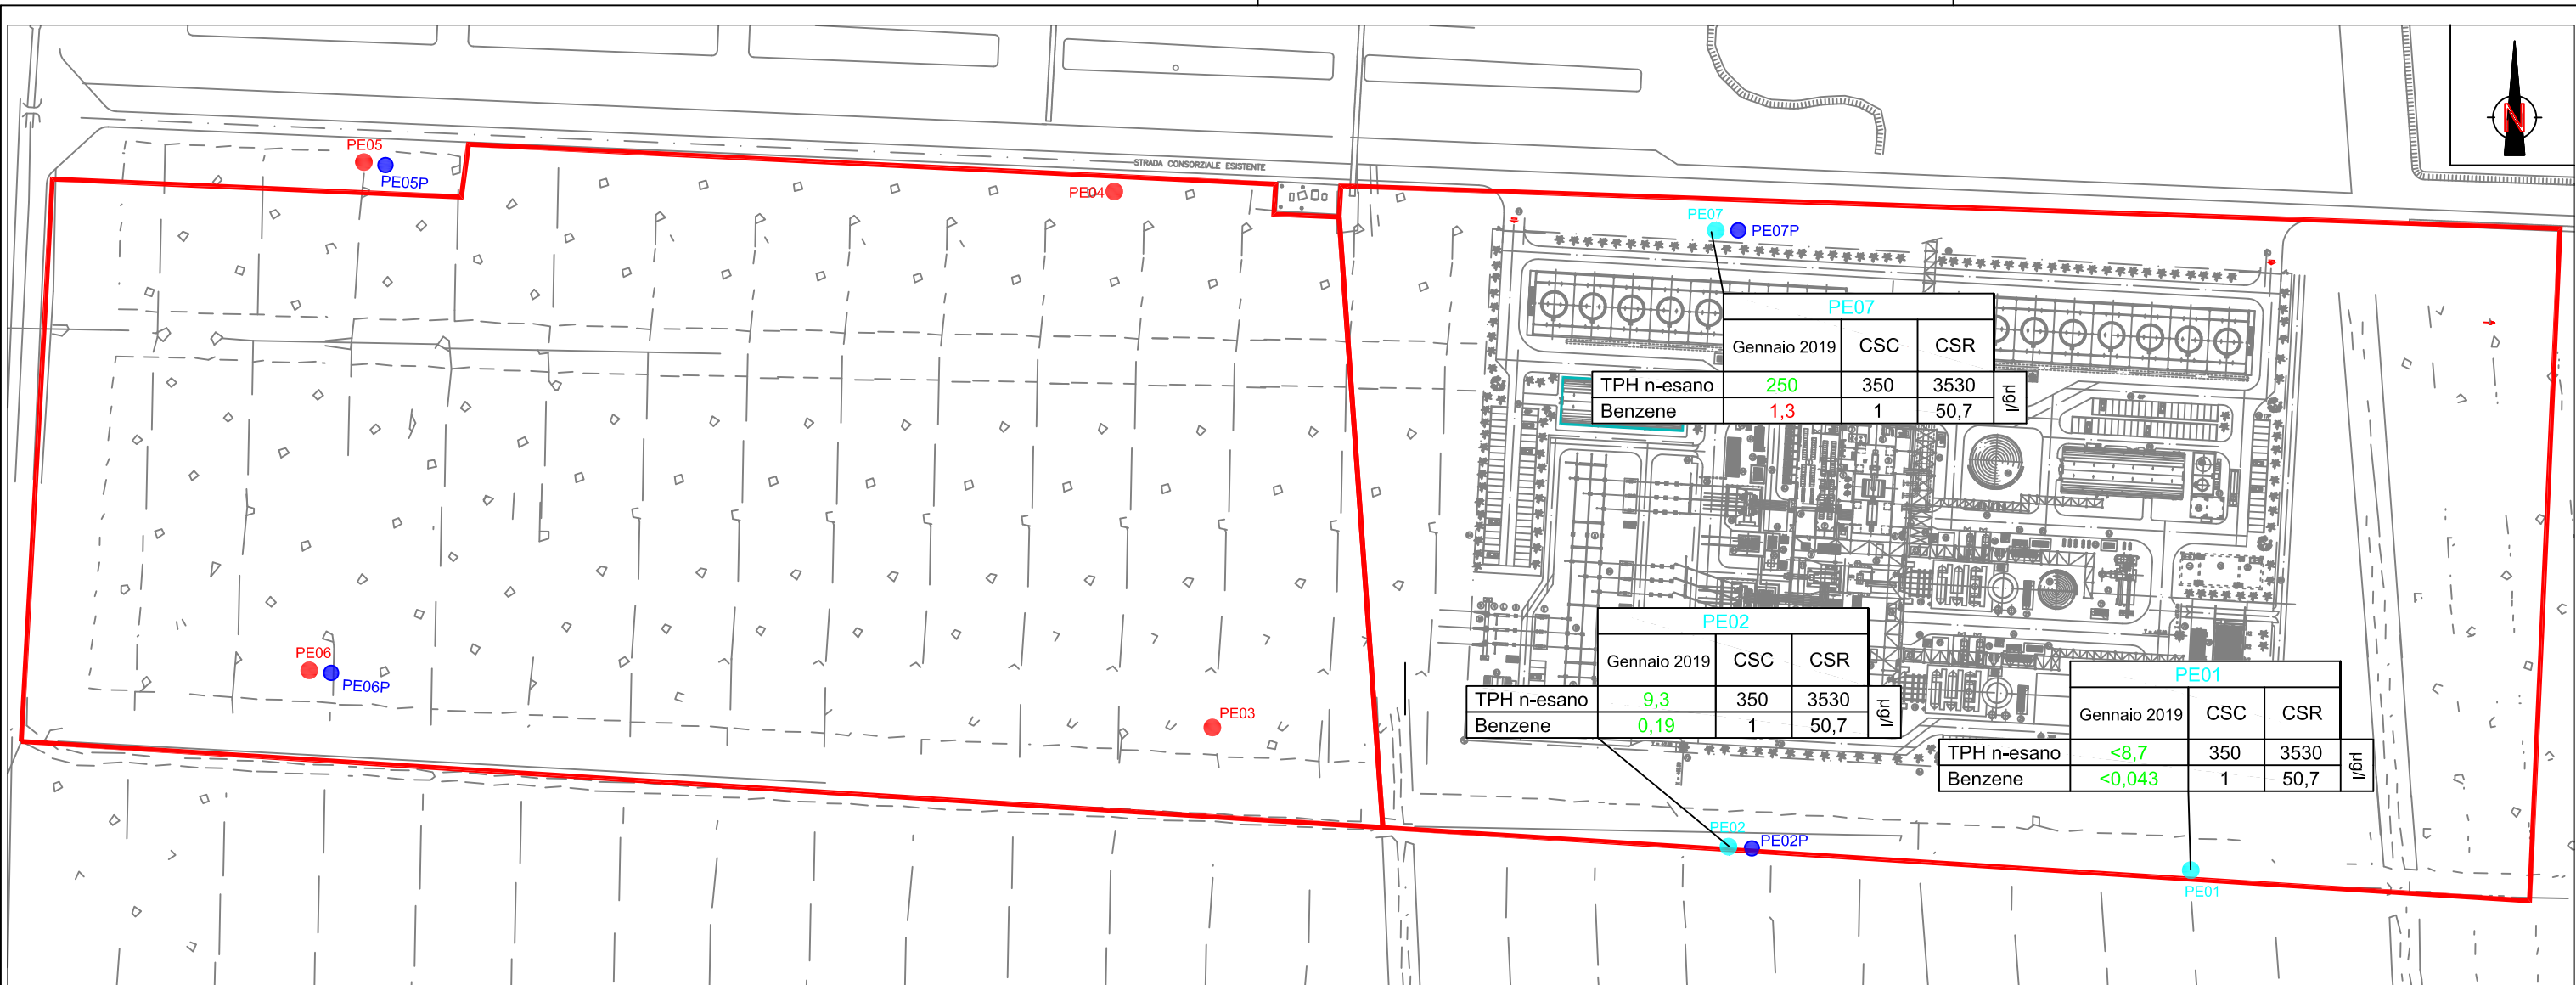 N
STRADA CONSORZIALE ESISTENTE
PE05
PE05P
PE04
PE07
PE07P
PE07
Gennaio 2019 CSC CSR
TPH n-esano 250 350 3530
Benzene 1,3 1 50,7
µg/l
PE06
PE06P
PE03
PE02
Gennaio 2019 CSC CSR
TPH n-esano 9,3 350 3530
Benzene 0,19 1 50,7
µg/l
PE01
Gennaio 2019 CSC CSR
TPH n-esano <8,7 350 3530
Benzene <0,043 1 50,7
µg/l
PE02
PE02P
PE01